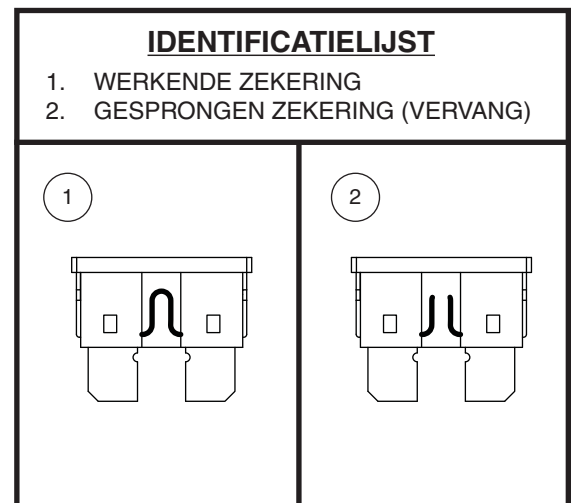 IDENTIFICATIELIJST
1. WERKENDE ZEKERING
2. GESPRONGEN ZEKERING (VERVANG)
1
2